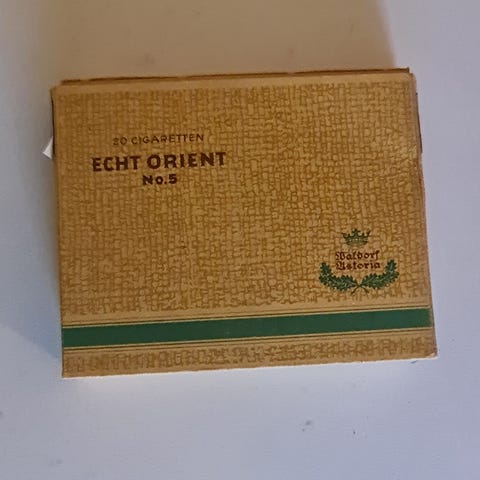 20 CIGARETTEN
ECHT ORIENT
No.5
Waldorf
Astoria